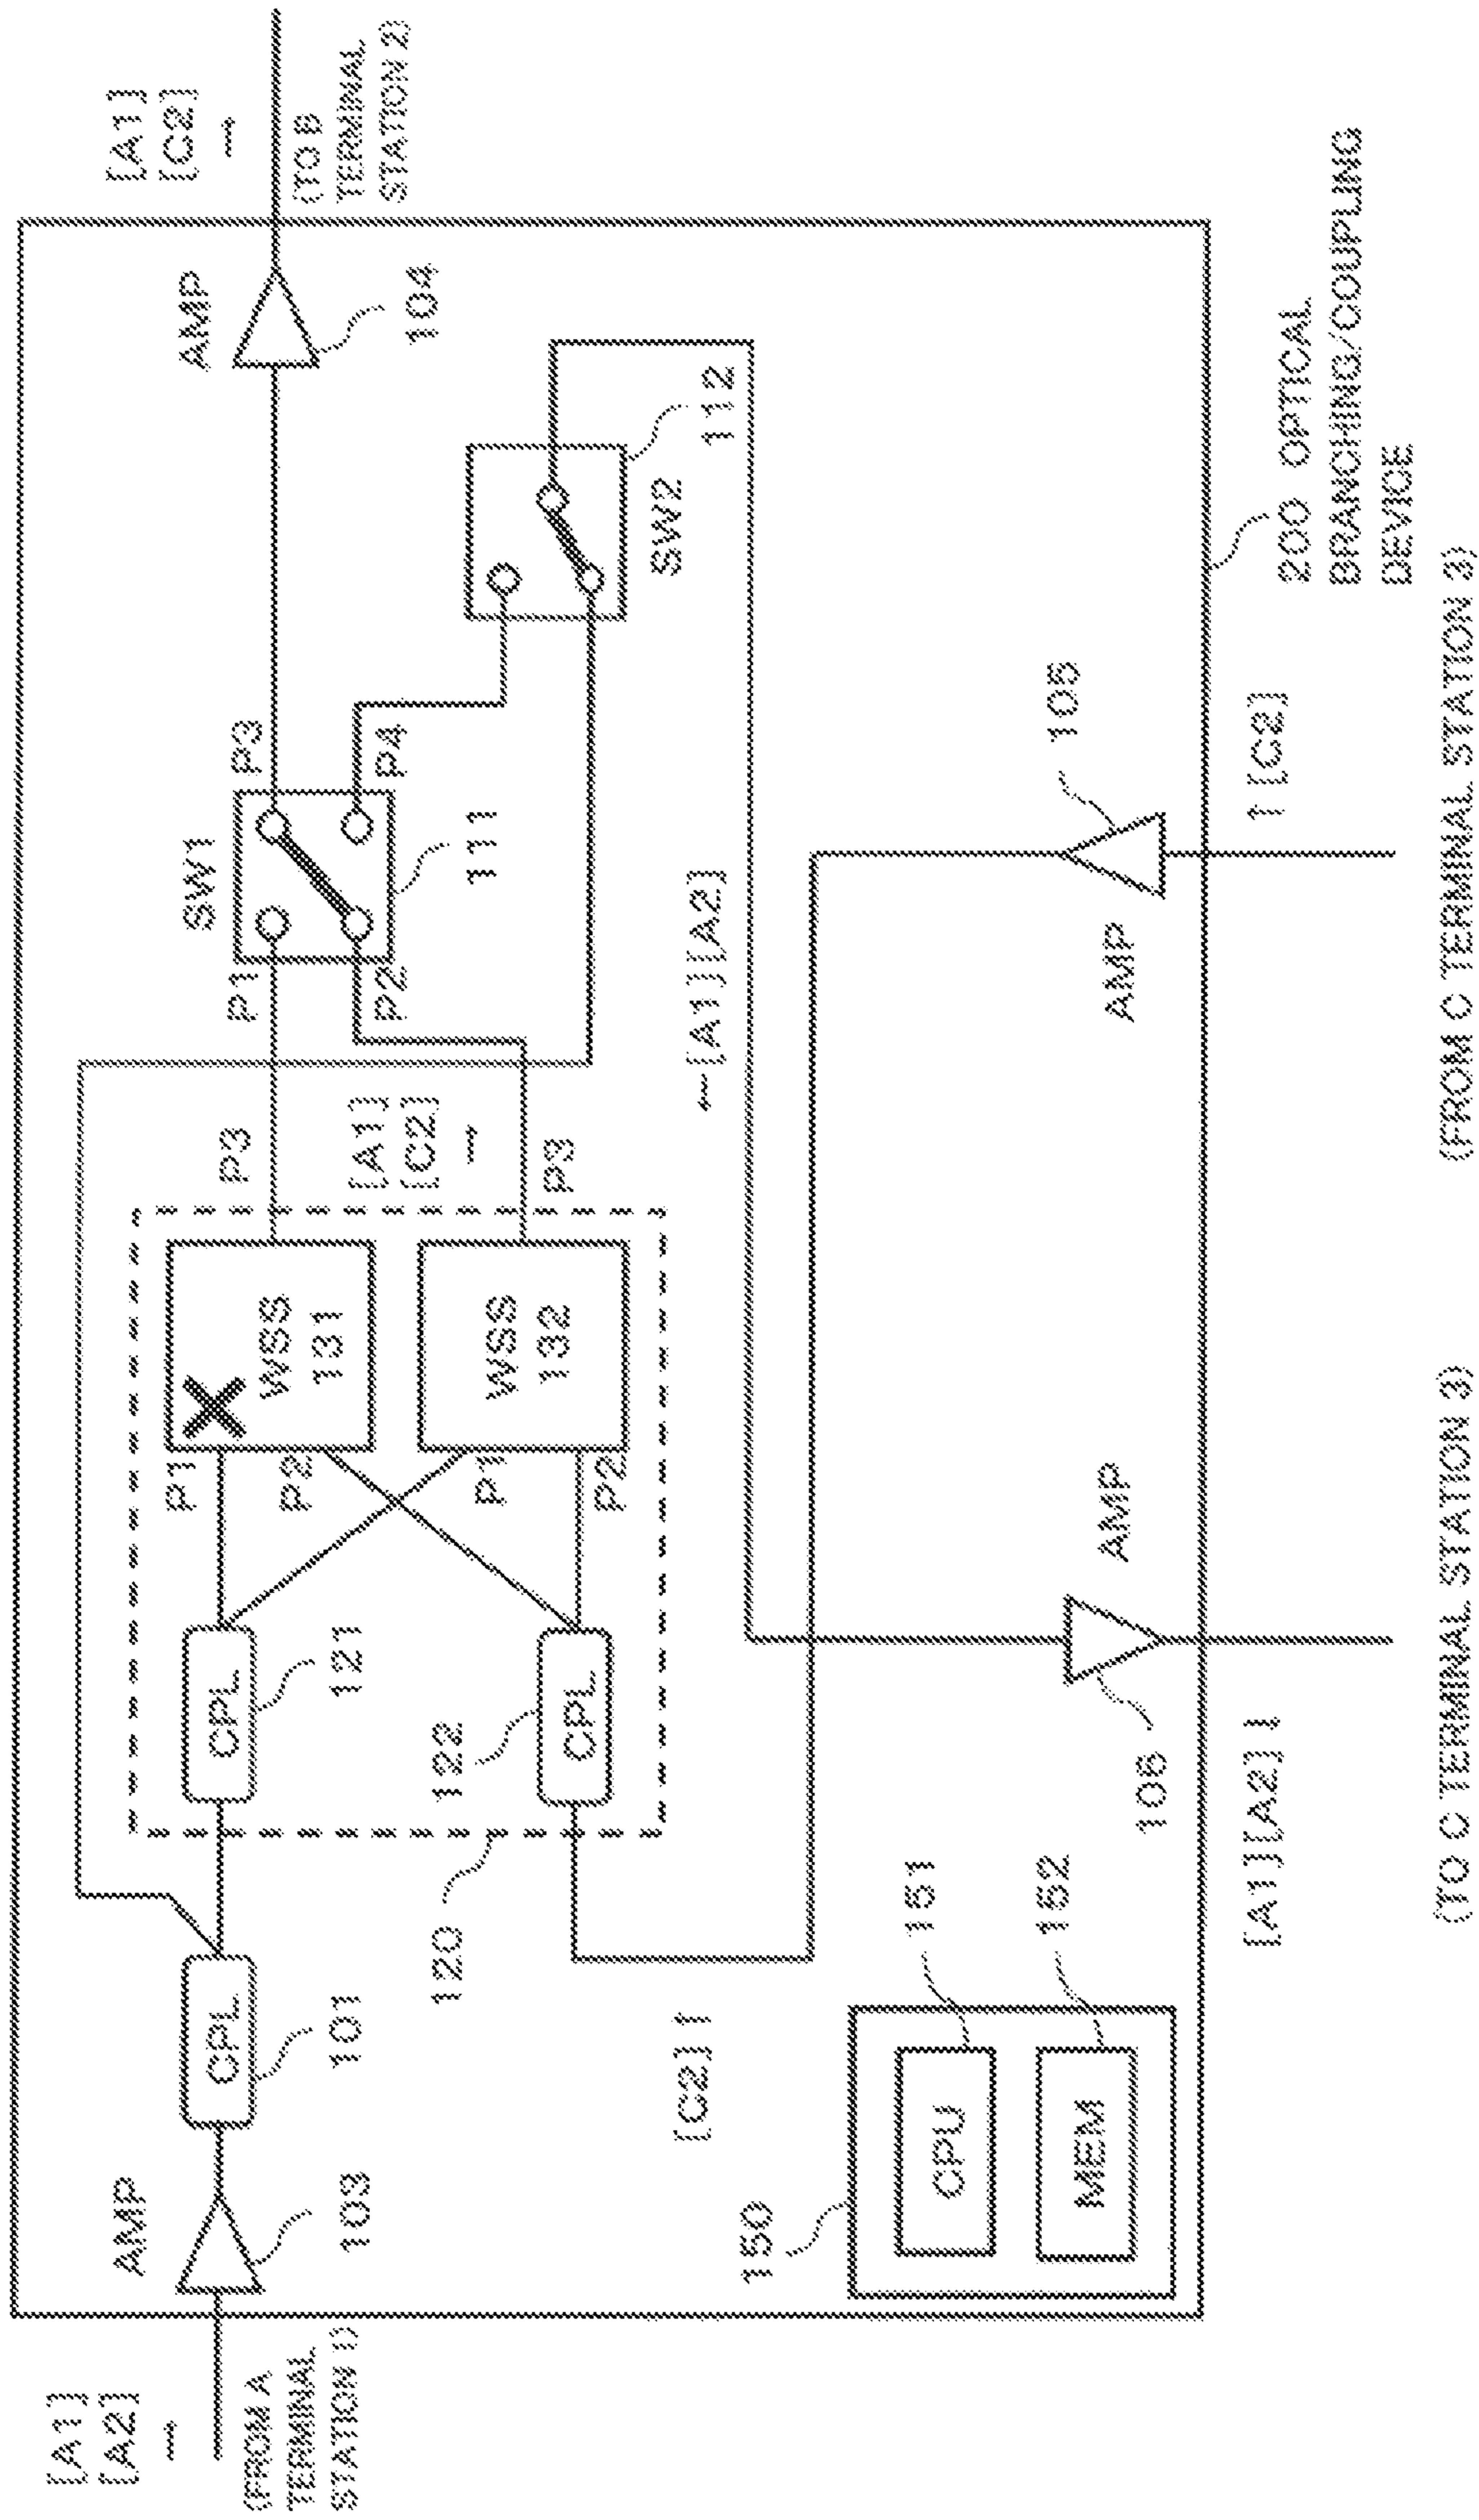 [A1]
[A2]
→
(FROM A
TERMINAL
STATION 1)
AMP
103
CPL
101
120
CPL
121
122
CPL
P1
P2
P1
P2
WSS
131
WSS
132
P3
[A1]
[C2]
→
P3
SW1
P1
P2
P3
P4
111
SW2
112
AMP
104
[A1]
[C2]
→
(TO B
TERMINAL
STATION 2)
←[A1][A2]
[C2]
150
CPU
151
MEM
152
AMP
106
AMP
105
[A1][A2]
[C2]
200 OPTICAL
BRANCHING/COUPLING
DEVICE
(TO C TERMINAL STATION 3)
(FROM C TERMINAL STATION 3)